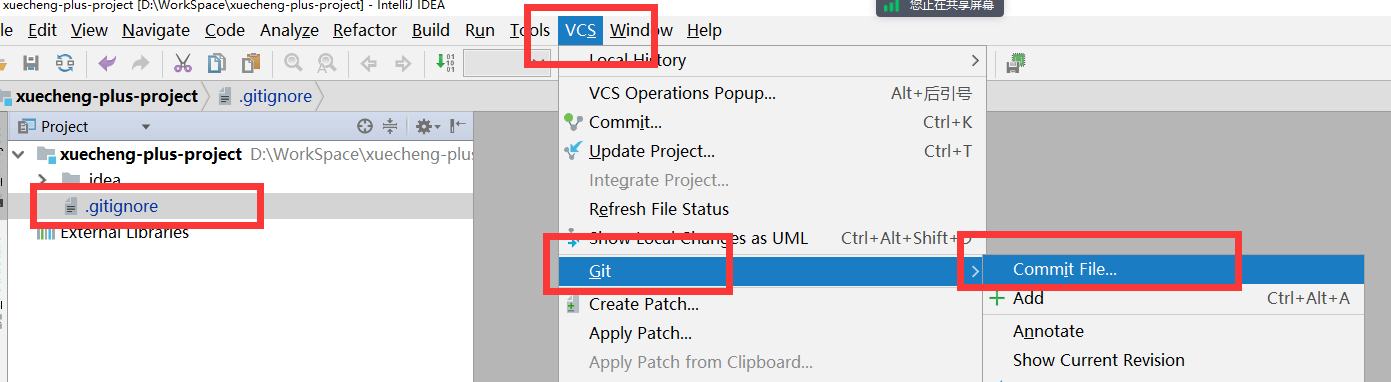 xuecheng-plus-project [D:\WorkSpace\xuecheng-plus-project] - IntelliJ IDEA
您正在共享屏幕
le Edit View Navigate Code Analyze Refactor Build Run Tools VCS Window Help
xuecheng-plus-project .gitignore
Project
xuecheng-plus-project D:\WorkSpace\xuecheng-plus
.idea
.gitignore
External Libraries
Local History
VCS Operations Popup... Alt+后引号
Commit... Ctrl+K
Update Project... Ctrl+T
Integrate Project...
Refresh File Status
Show Local Changes as UML Ctrl+Alt+Shift+D
Git
Create Patch...
Apply Patch...
Apply Patch from Clipboard...
Commit File...
Add Ctrl+Alt+A
Annotate
Show Current Revision